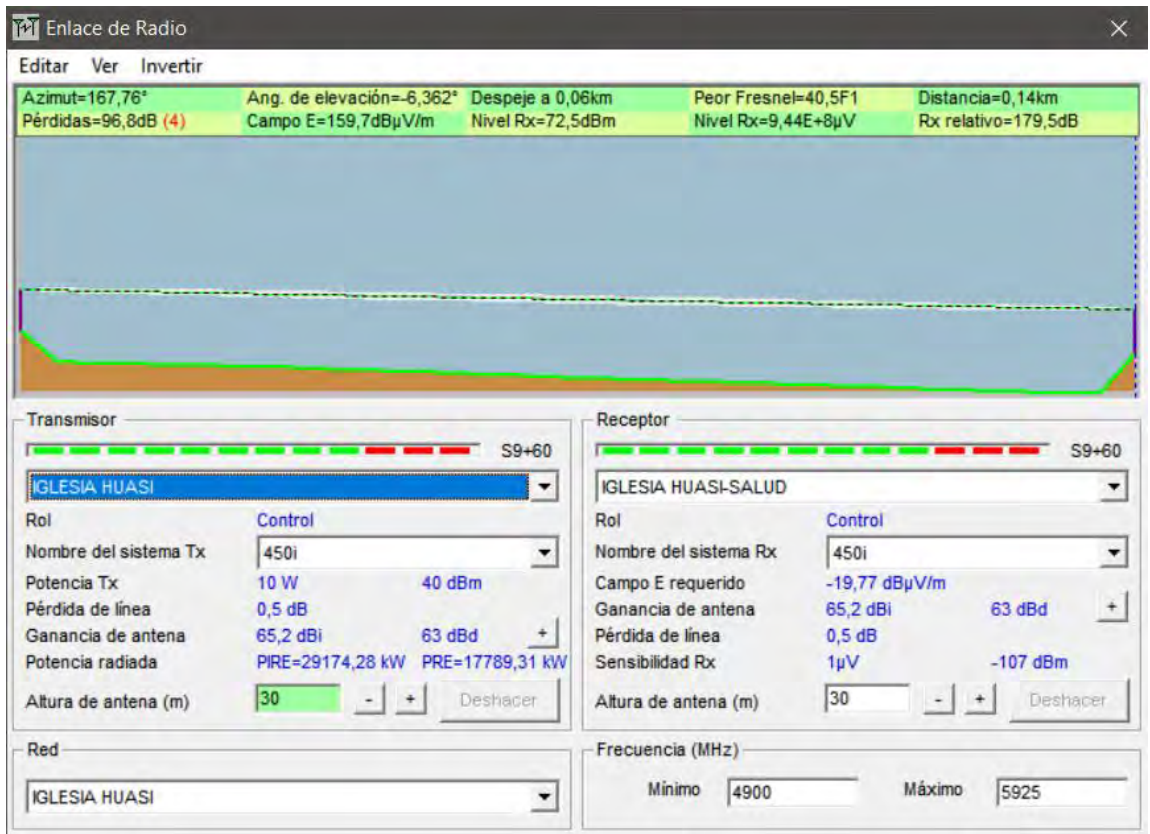 Enlace de Radio
Editar Ver Invertir
Azimut=167,76° Ang. de elevación=-6,362° Despeje a 0,06km Peor Fresnel=40,5F1 Distancia=0,14km
Pérdidas=96,8dB (4) Campo E=159,7dBµV/m Nivel Rx=72,5dBm Nivel Rx=9,44E+8µV Rx relativo=179,5dB
Transmisor
S9+60
IGLESIA HUASI
Rol Control
Nombre del sistema Tx 450i
Potencia Tx 10 W 40 dBm
Pérdida de línea 0,5 dB
Ganancia de antena 65,2 dBi 63 dBd +
Potencia radiada PIRE=29174,28 kW PRE=17789,31 kW
Altura de antena (m) 30 - + Deshacer
Red
IGLESIA HUASI
Receptor
S9+60
IGLESIA HUASI-SALUD
Rol Control
Nombre del sistema Rx 450i
Campo E requerido -19,77 dBµV/m
Ganancia de antena 65,2 dBi 63 dBd +
Pérdida de línea 0,5 dB
Sensibilidad Rx 1µV -107 dBm
Altura de antena (m) 30 - + Deshacer
Frecuencia (MHz)
Mínimo 4900 Máximo 5925